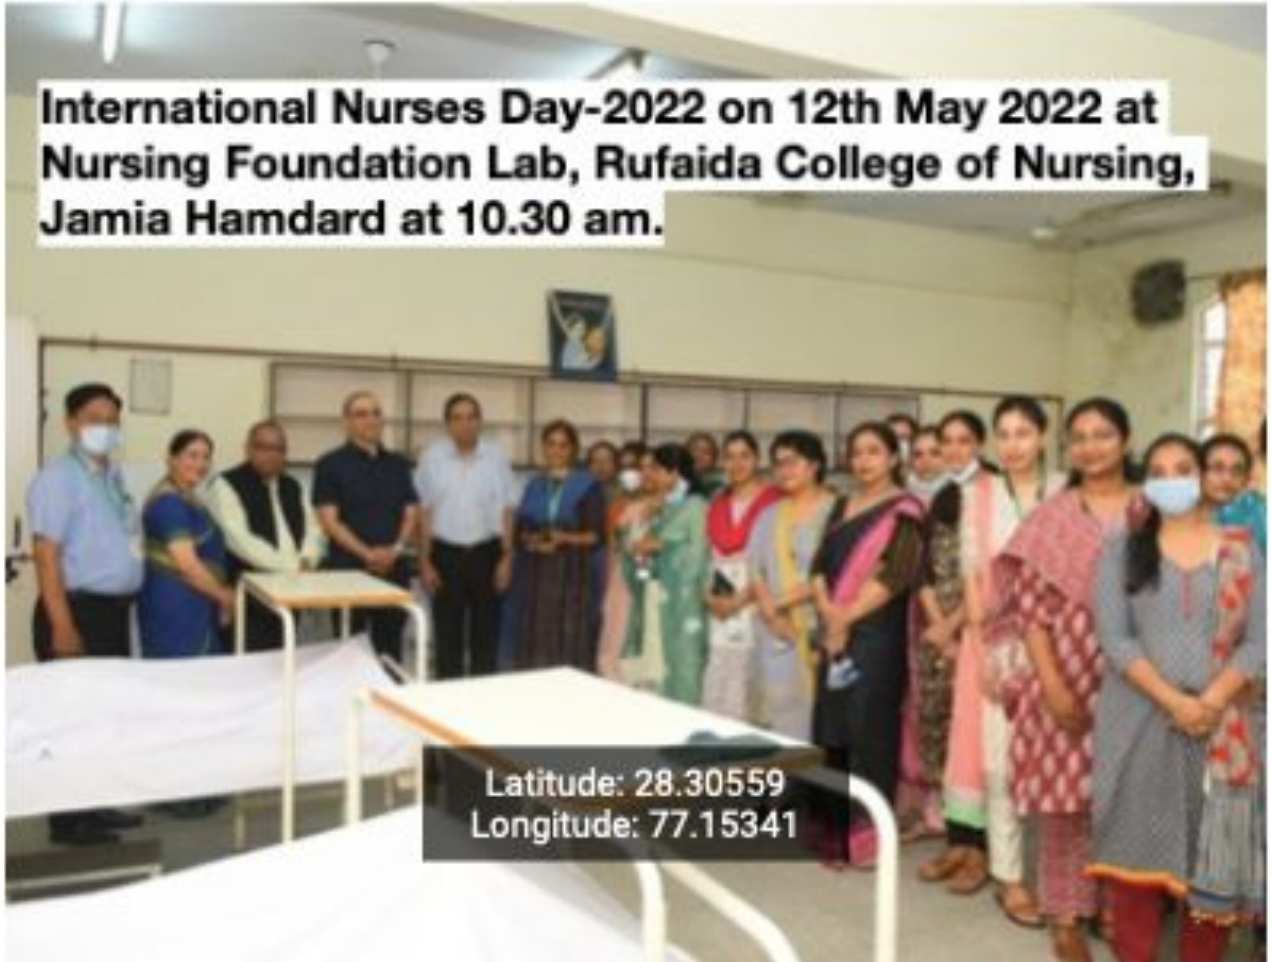 International Nurses Day-2022 on 12th May 2022 at
Nursing Foundation Lab, Rufaida College of Nursing,
Jamia Hamdard at 10.30 am.
Latitude: 28.30559
Longitude: 77.15341